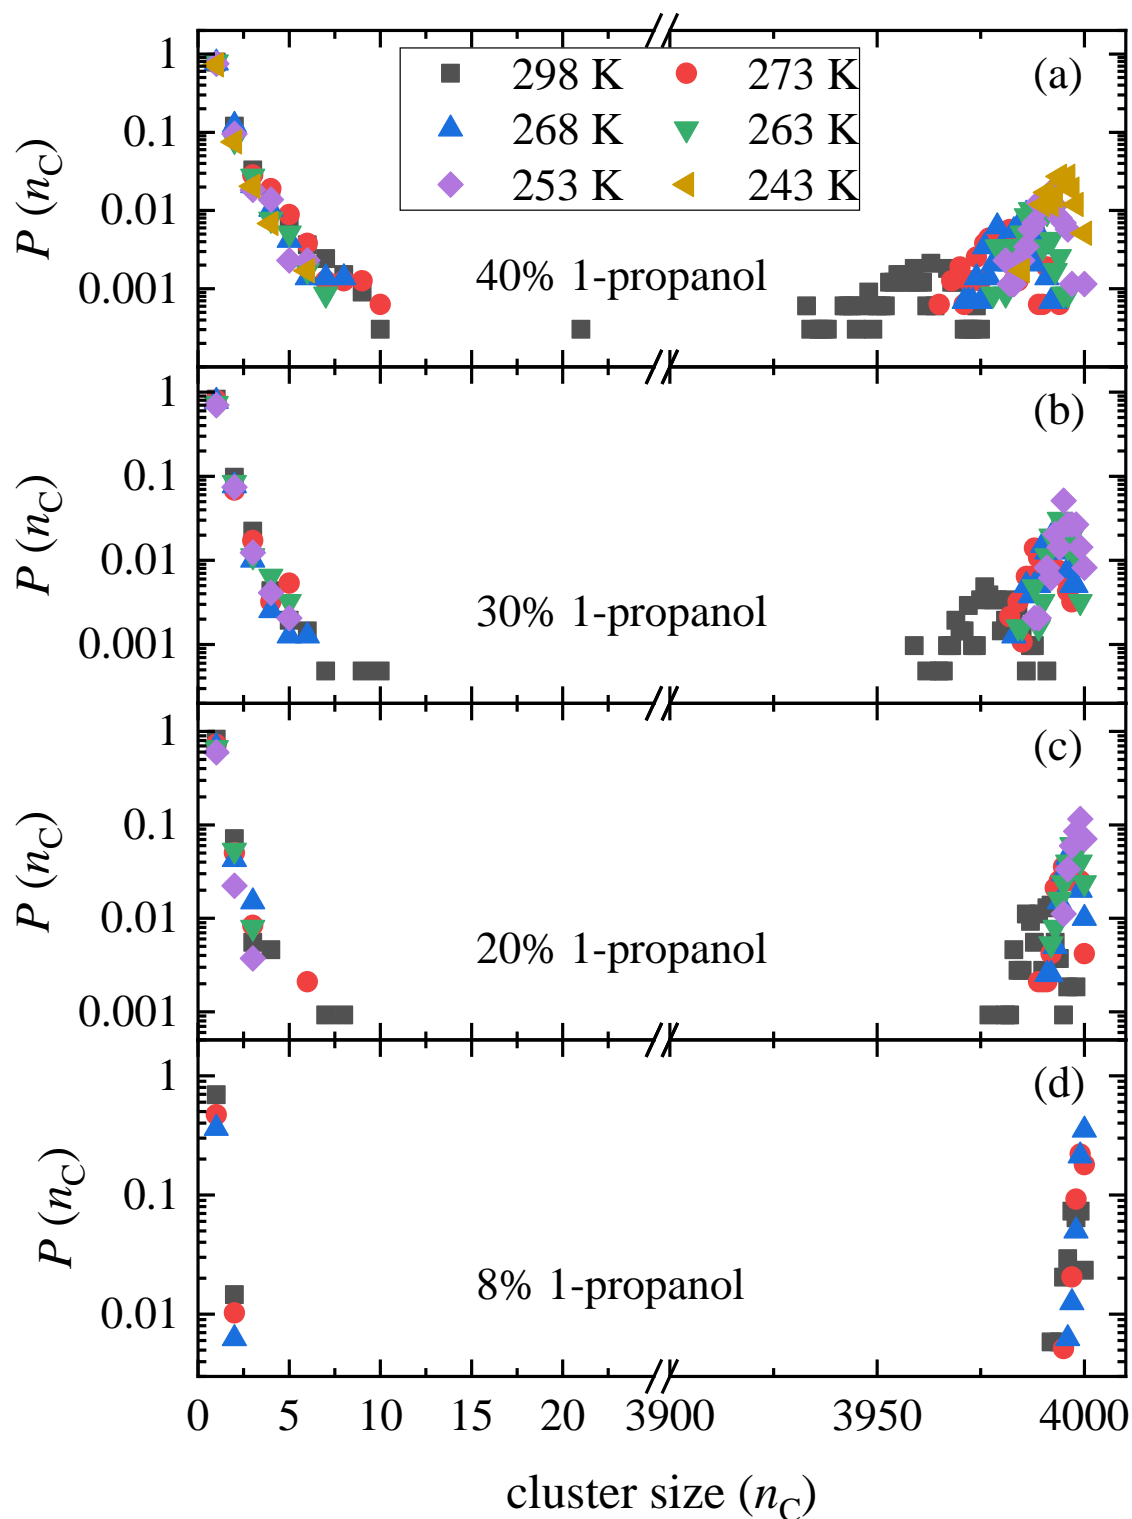 298 K 273 K
268 K 263 K
253 K 243 K
(a)
1
0.1
0.01
0.001
P (nC)
40% 1-propanol
(b)
1
0.1
0.01
0.001
P (nC)
30% 1-propanol
(c)
1
0.1
0.01
0.001
P (nC)
20% 1-propanol
(d)
1
0.1
0.01
P (nC)
8% 1-propanol
0 5 10 15 20 3900 3950 4000
cluster size (nC)